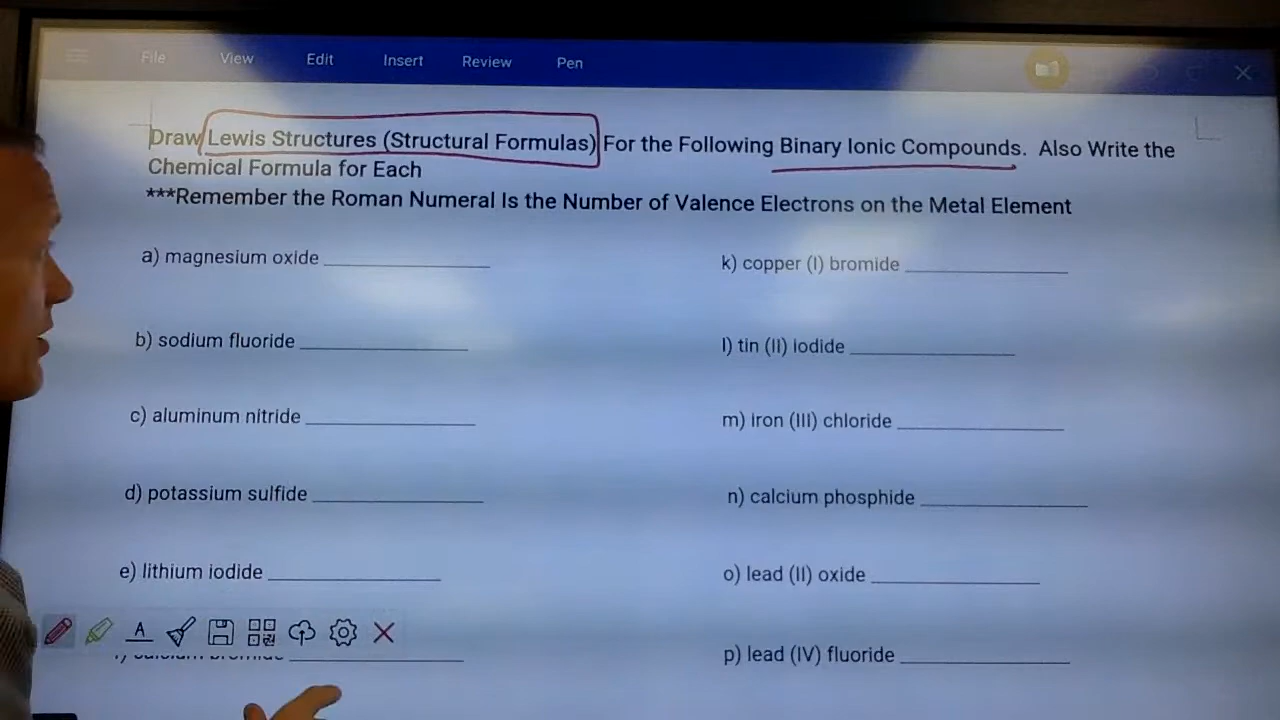 File View Edit Insert Review Pen
Draw Lewis Structures (Structural Formulas) For the Following Binary Ionic Compounds. Also Write the
Chemical Formula for Each
***Remember the Roman Numeral Is the Number of Valence Electrons on the Metal Element
a) magnesium oxide
b) sodium fluoride
c) aluminum nitride
d) potassium sulfide
e) lithium iodide
k) copper (I) bromide
l) tin (II) iodide
m) iron (III) chloride
n) calcium phosphide
o) lead (II) oxide
p) lead (IV) fluoride